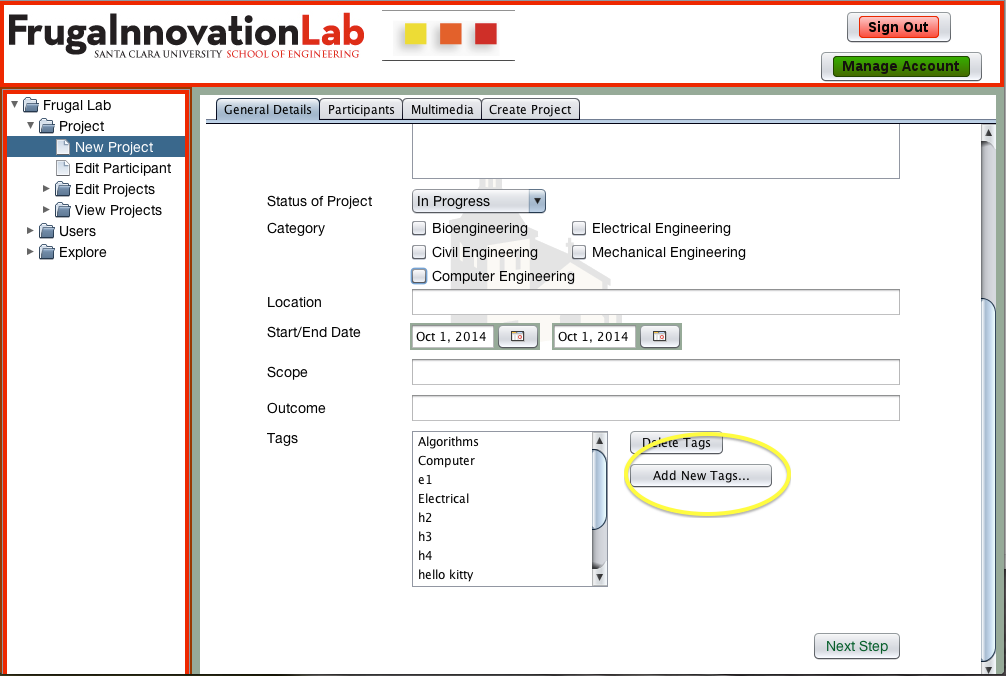 FrugalnnovationLab
SANTA CLARA UNIVERSITY SCHOOL OF ENGINEERING
Sign Out
Manage Account
Frugal Lab
Project
New Project
Edit Participant
Edit Projects
View Projects
Users
Explore
General Details Participants Multimedia Create Project
Status of Project In Progress
Category Bioengineering Electrical Engineering
Civil Engineering Mechanical Engineering
Computer Engineering
Location
Start/End Date Oct 1, 2014 Oct 1, 2014
Scope
Outcome
Tags
Algorithms
Computer
e1
Electrical
h2
h3
h4
hello kitty
Delete Tags
Add New Tags...
Next Step